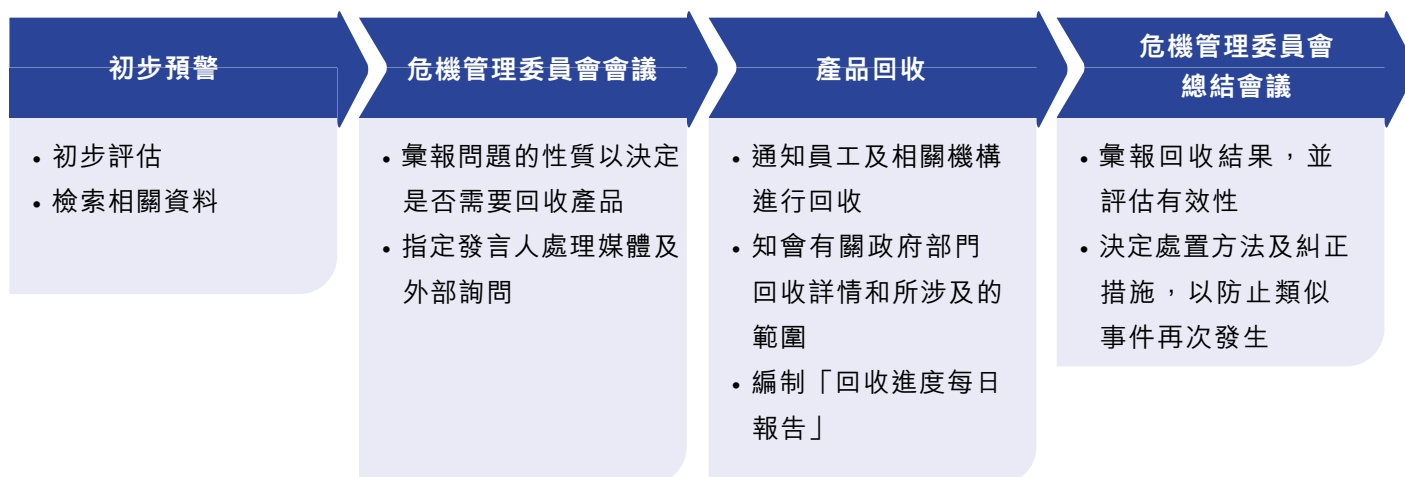 初步預警
• 初步評估
• 檢索相關資料
危機管理委員會會議
• 彙報問題的性質以決定
是否需要回收產品
• 指定發言人處理媒體及
外部詢問
產品回收
• 通知員工及相關機構
進行回收
• 知會有關政府部門
回收詳情和所涉及的
範圍
• 編制「回收進度每日
報告」
危機管理委員會
總結會議
• 彙報回收結果，並
評估有效性
• 決定處置方法及糾正
措施，以防止類似
事件再次發生